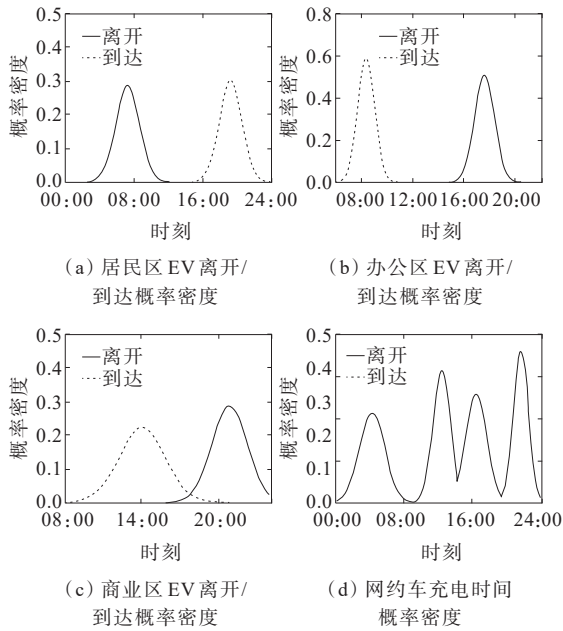 0.5
0.4
0.3
0.2
0.1
0.0
概率密度
离开
到达
00:00 08:00 16:00 24:00
时刻
(a) 居民区 EV 离开/
到达概率密度
0.8
0.6
0.4
0.2
0.0
概率密度
离开
到达
08:00 12:00 16:00 20:00
时刻
(b) 办公区 EV 离开/
到达概率密度
0.5
0.4
0.3
0.2
0.1
0.0
概率密度
离开
到达
08:00 14:00 20:00
时刻
(c) 商业区 EV 离开/
到达概率密度
0.5
0.4
0.3
0.2
0.1
0.0
概率密度
离开
到达
00:00 08:00 16:00 24:00
时刻
(d) 网约车充电时间
概率密度